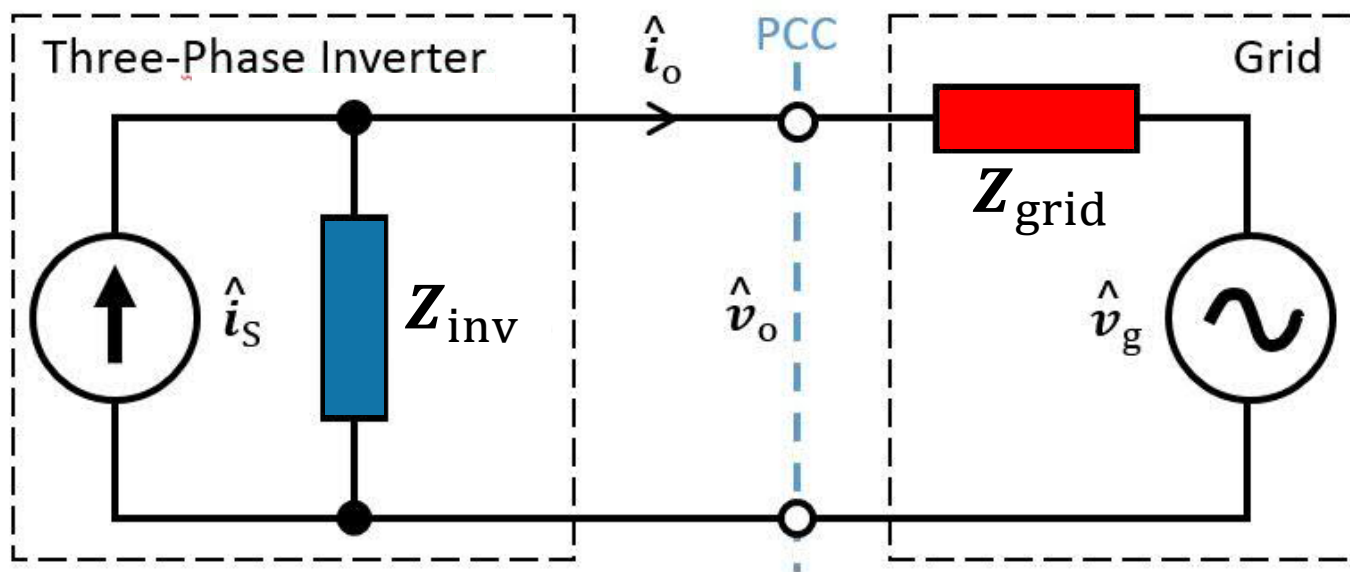 Three-Phase Inverter
î_o
PCC
Grid
Z_grid
î_S
Z_inv
v̂_o
v̂_g